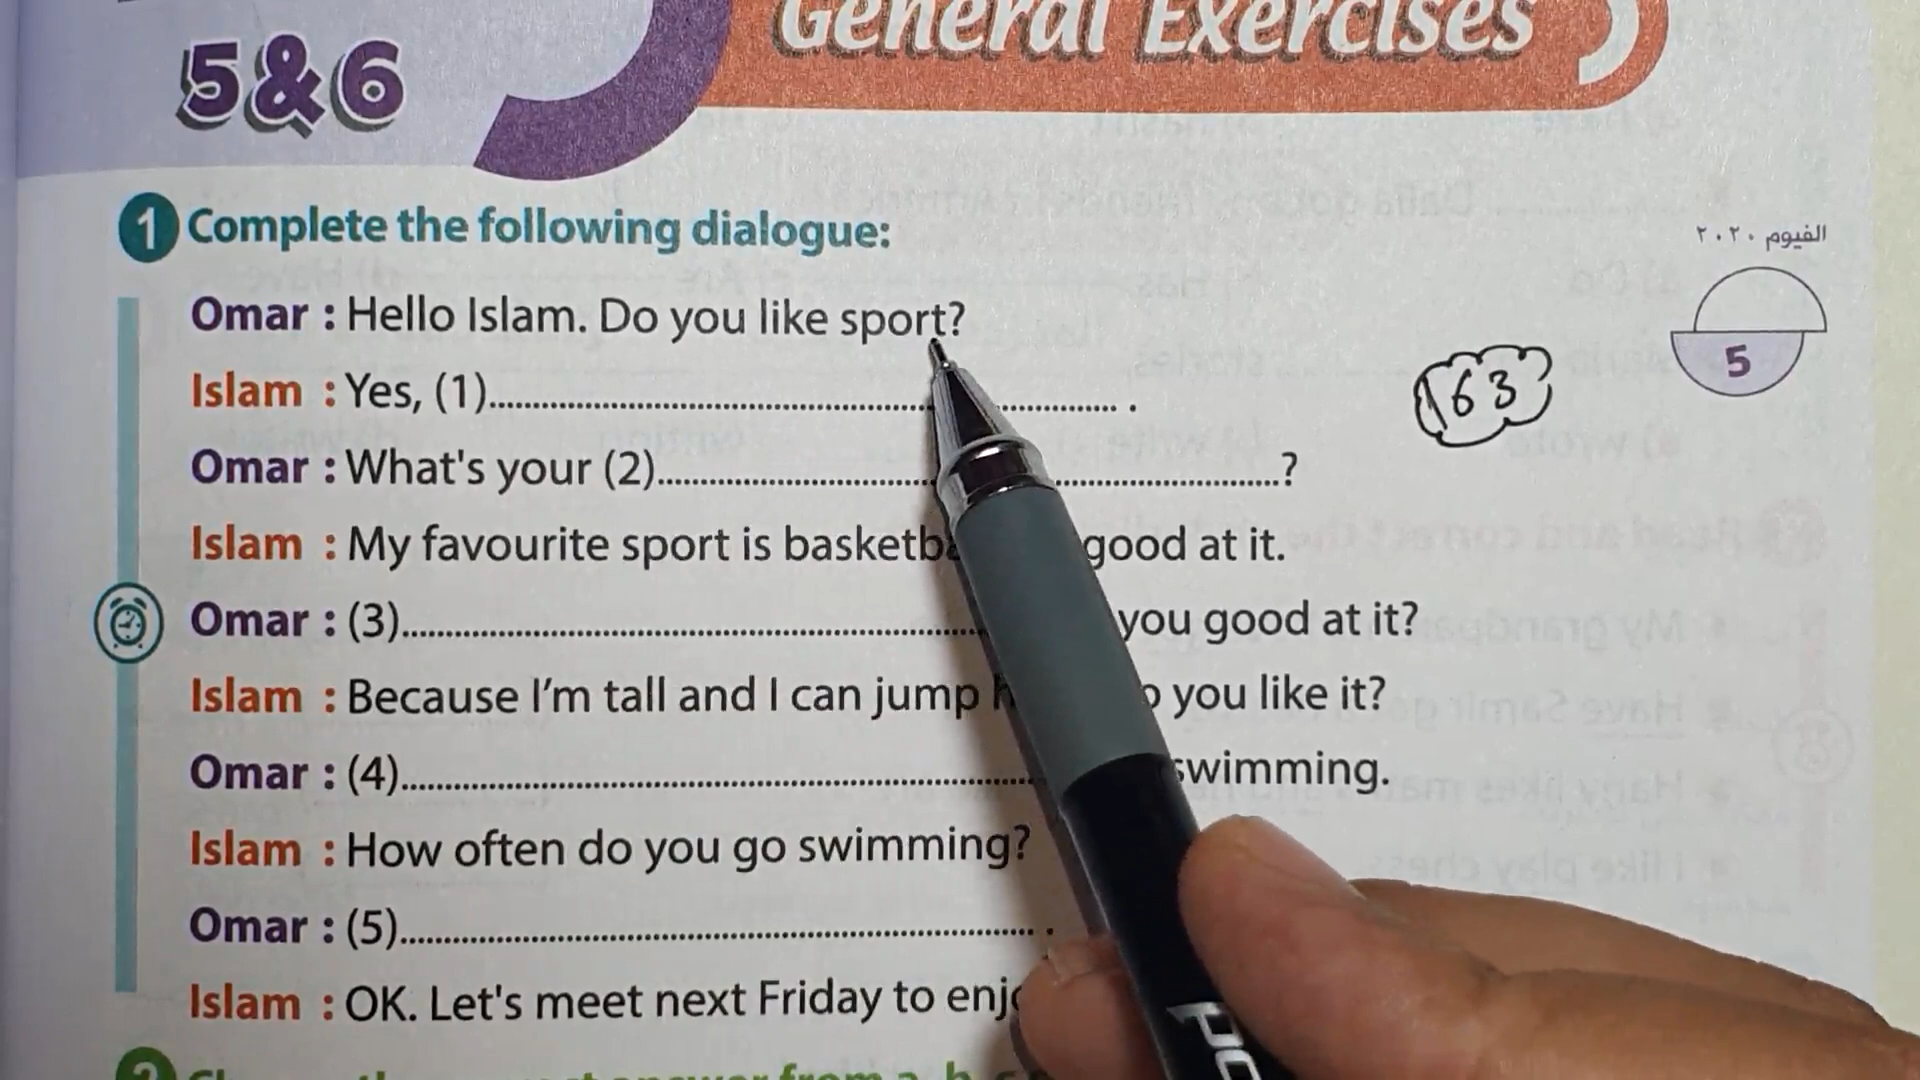 5&6
General Exercises
1 Complete the following dialogue:
الفيوم ٢٠٢٠
5
163
Omar : Hello Islam. Do you like sport?
Islam : Yes, (1)................................ .
Omar : What's your (2)................................?
Islam : My favourite sport is good at it.
Omar : (3)................................ you good at it?
Islam : Because I'm tall and I can jump you like it?
Omar : (4)................................ swimming.
Islam : How often do you go swimming?
Omar : (5)................................ .
Islam : OK. Let's meet next Friday to